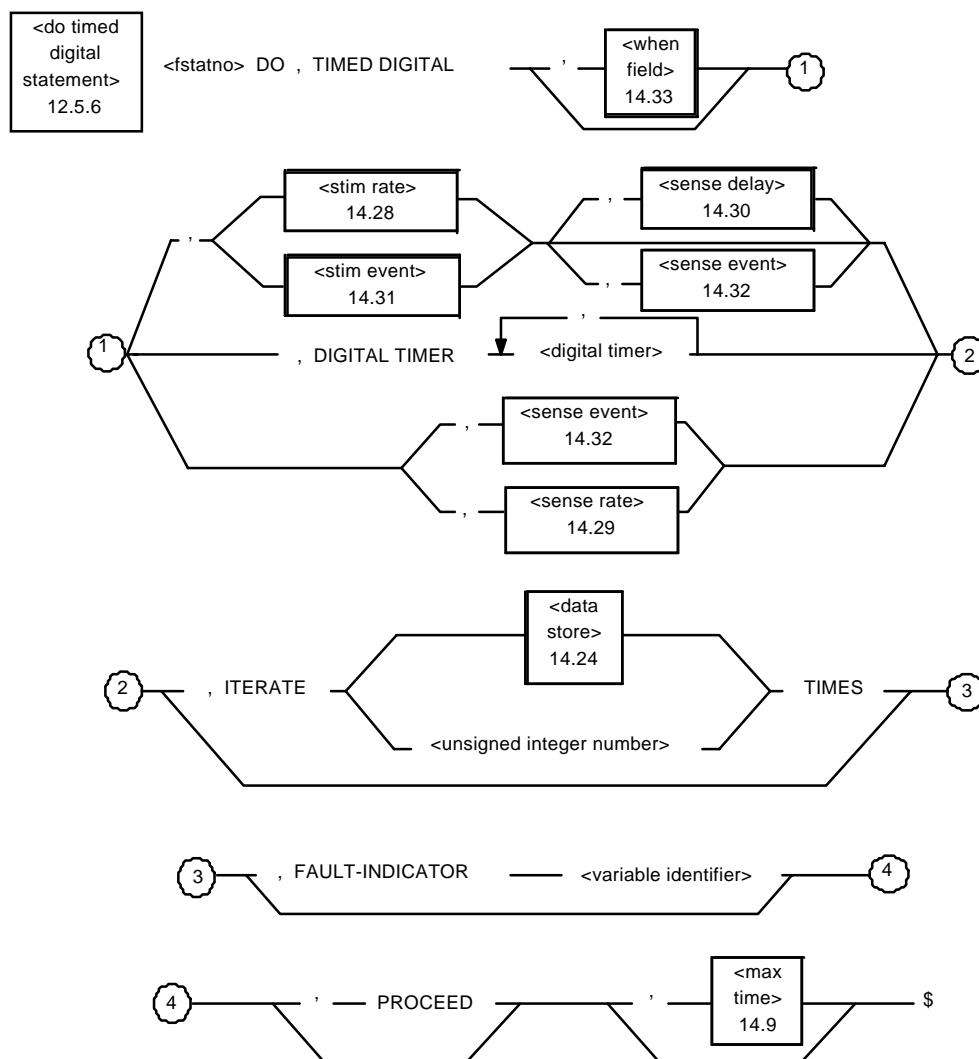 <do timed
digital
statement>
12.5.6
<fstatno> DO , TIMED DIGITAL
,
<when
field>
14.33
1
,
<stim rate>
14.28
<stim event>
14.31
,
<sense delay>
14.30
,
<sense event>
14.32
1
, DIGITAL TIMER
,
<digital timer>
2
,
<sense event>
14.32
,
<sense rate>
14.29
2
, ITERATE
<data
store>
14.24
<unsigned integer number>
TIMES
3
3
, FAULT-INDICATOR
<variable identifier>
4
4
,
PROCEED
,
<max
time>
14.9
$